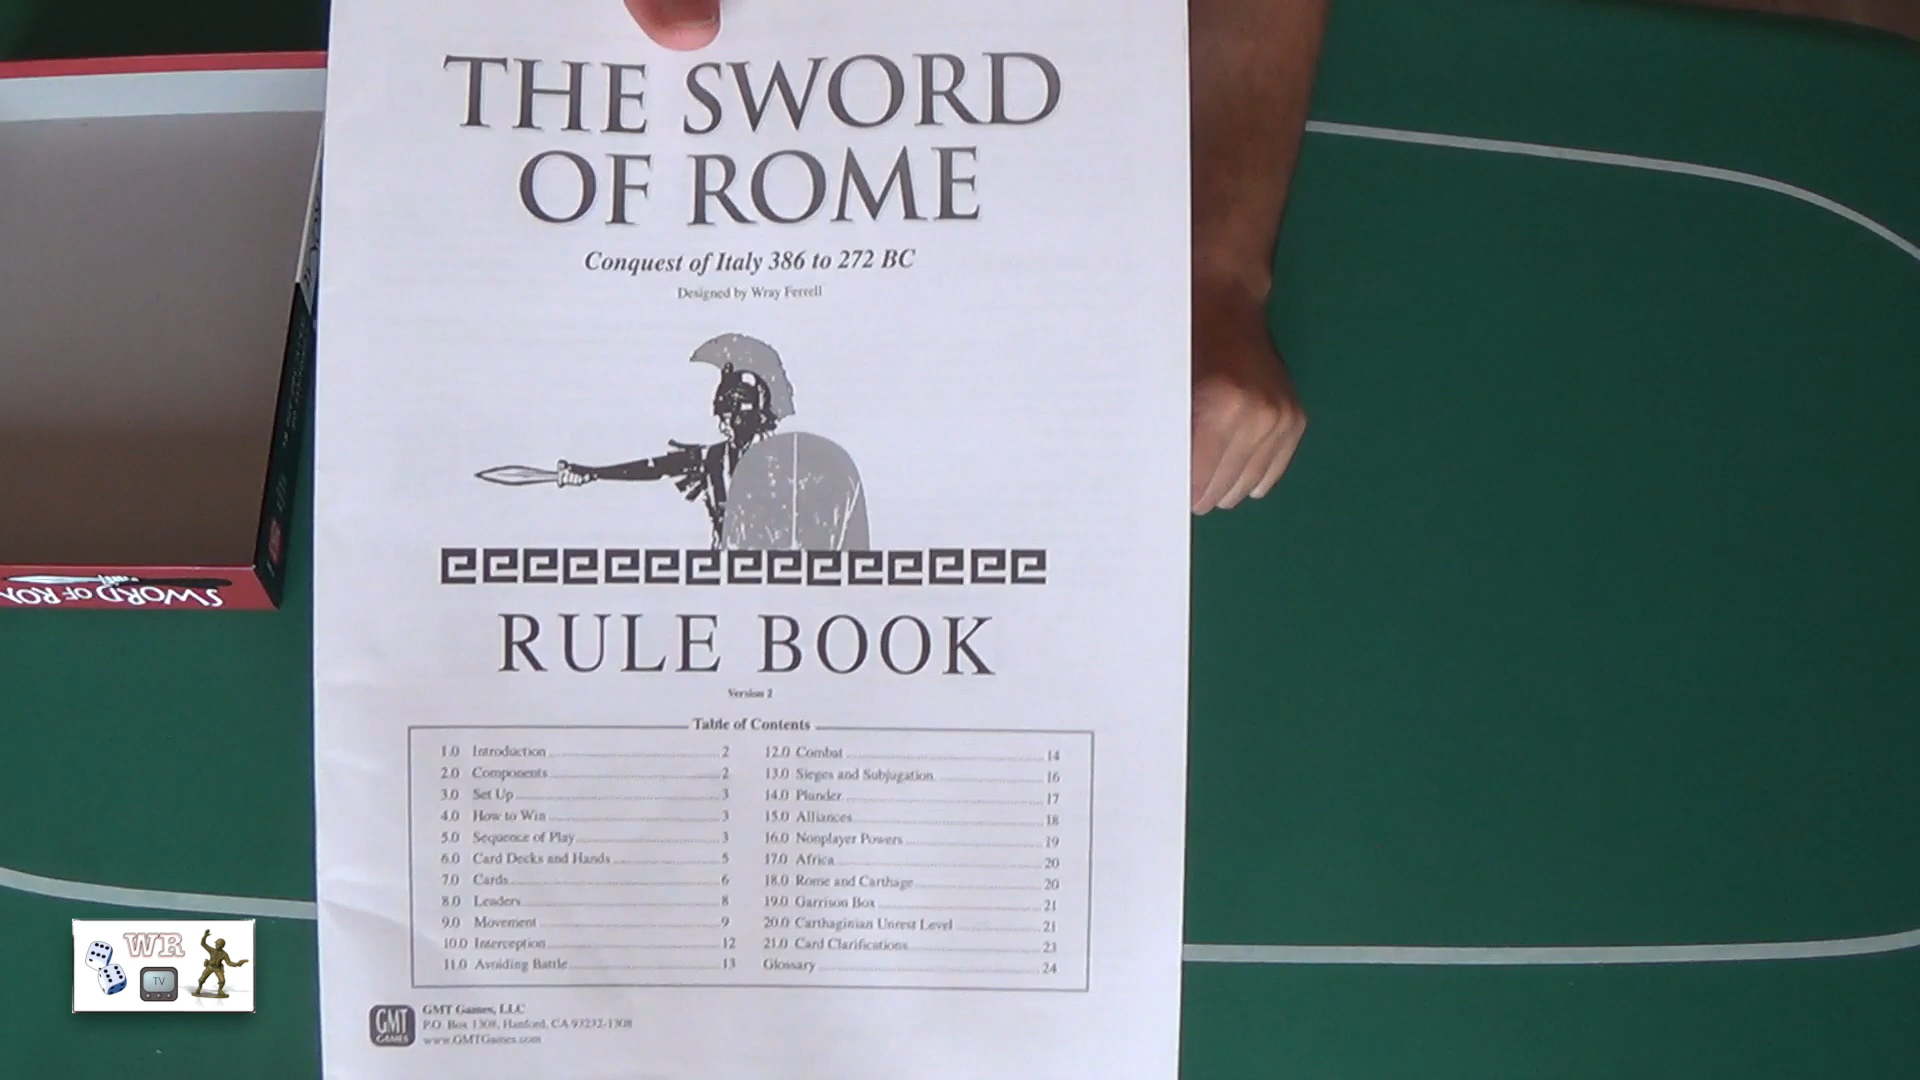 THE SWORD
OF ROME
Conquest of Italy 386 to 272 BC
Designed by Wray Ferrell
RULE BOOK
Version 2
Table of Contents
1.0 Introduction 2
2.0 Components 2
3.0 Set Up 3
4.0 How to Win 3
5.0 Sequence of Play 3
6.0 Card Decks and Hands 5
7.0 Cards 6
8.0 Leaders 8
9.0 Movement 9
10.0 Interception 12
11.0 Avoiding Battle 13
12.0 Combat 14
13.0 Sieges and Subjugation 16
14.0 Plunder 17
15.0 Alliances 18
16.0 Nonplayer Powers 19
17.0 Africa 20
18.0 Rome and Carthage 20
19.0 Garrison Box 21
20.0 Carthaginian Unrest Level 21
21.0 Card Clarifications 23
Glossary 24
GMT
GAMES
GMT Games, LLC
P.O. Box 1308, Hanford, CA 93232-1308
www.GMTGames.com
SWORD OF
WR
TV